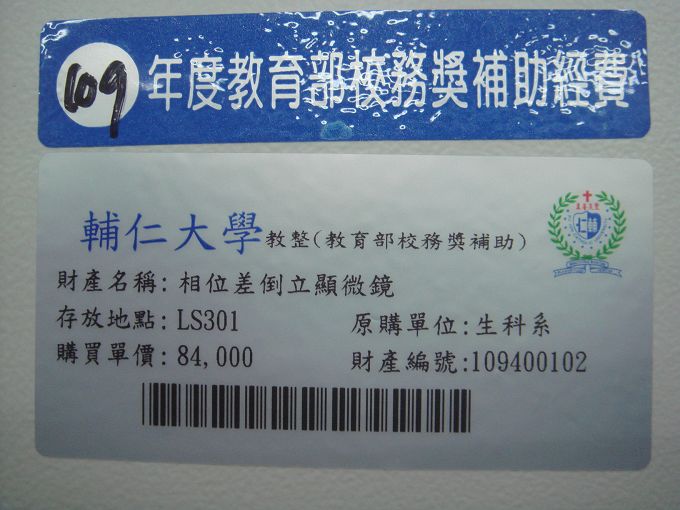 109年度教育部校務獎補助經費
輔仁大學教整(教育部校務獎補助)
財產名稱:相位差倒立顯微鏡
存放地點:LS301 原購單位:生科系
購買單價:84,000 財產編號:109400102